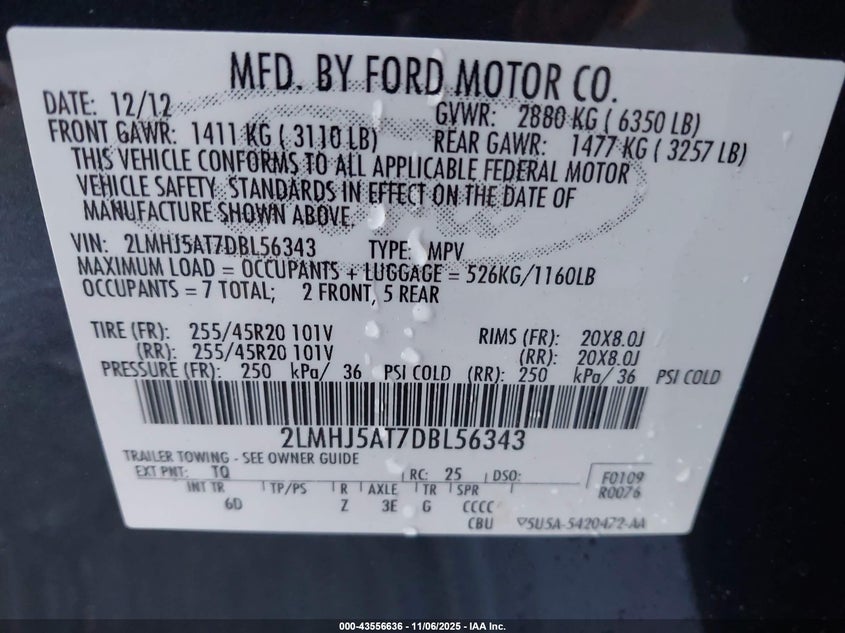 MFD. BY FORD MOTOR CO.
DATE: 12/12 GVWR: 2880 KG ( 6350 LB)
FRONT GAWR: 1411 KG ( 3110 LB) REAR GAWR: 1477 KG ( 3257 LB)
THIS VEHICLE CONFORMS TO ALL APPLICABLE FEDERAL MOTOR
VEHICLE SAFETY. STANDARDS IN EFFECT ON THE DATE OF
MANUFACTURE SHOWN ABOVE.
VIN: 2LMHJ5AT7DBL56343 TYPE: MPV
MAXIMUM LOAD = OCCUPANTS + LUGGAGE = 526KG/1160LB
OCCUPANTS = 7 TOTAL; 2 FRONT, 5 REAR
TIRE (FR): 255/45R20 101V RIMS (FR): 20X8.0J
(RR): 255/45R20 101V (RR): 20X8.0J
PRESSURE (FR): 250 kPa/ 36 PSI COLD (RR): 250 kPa/ 36 PSI COLD
2LMHJ5AT7DBL56343
TRAILER TOWING - SEE OWNER GUIDE
EXT PNT: TQ RC: 25 DSO: F0109
R0076
INT TR TP/PS R AXLE TR SPR
6D Z 3E G CCCC
CBU 5U5A-5420472-AA
000-43556636 - 11/06/2025 - IAA Inc.